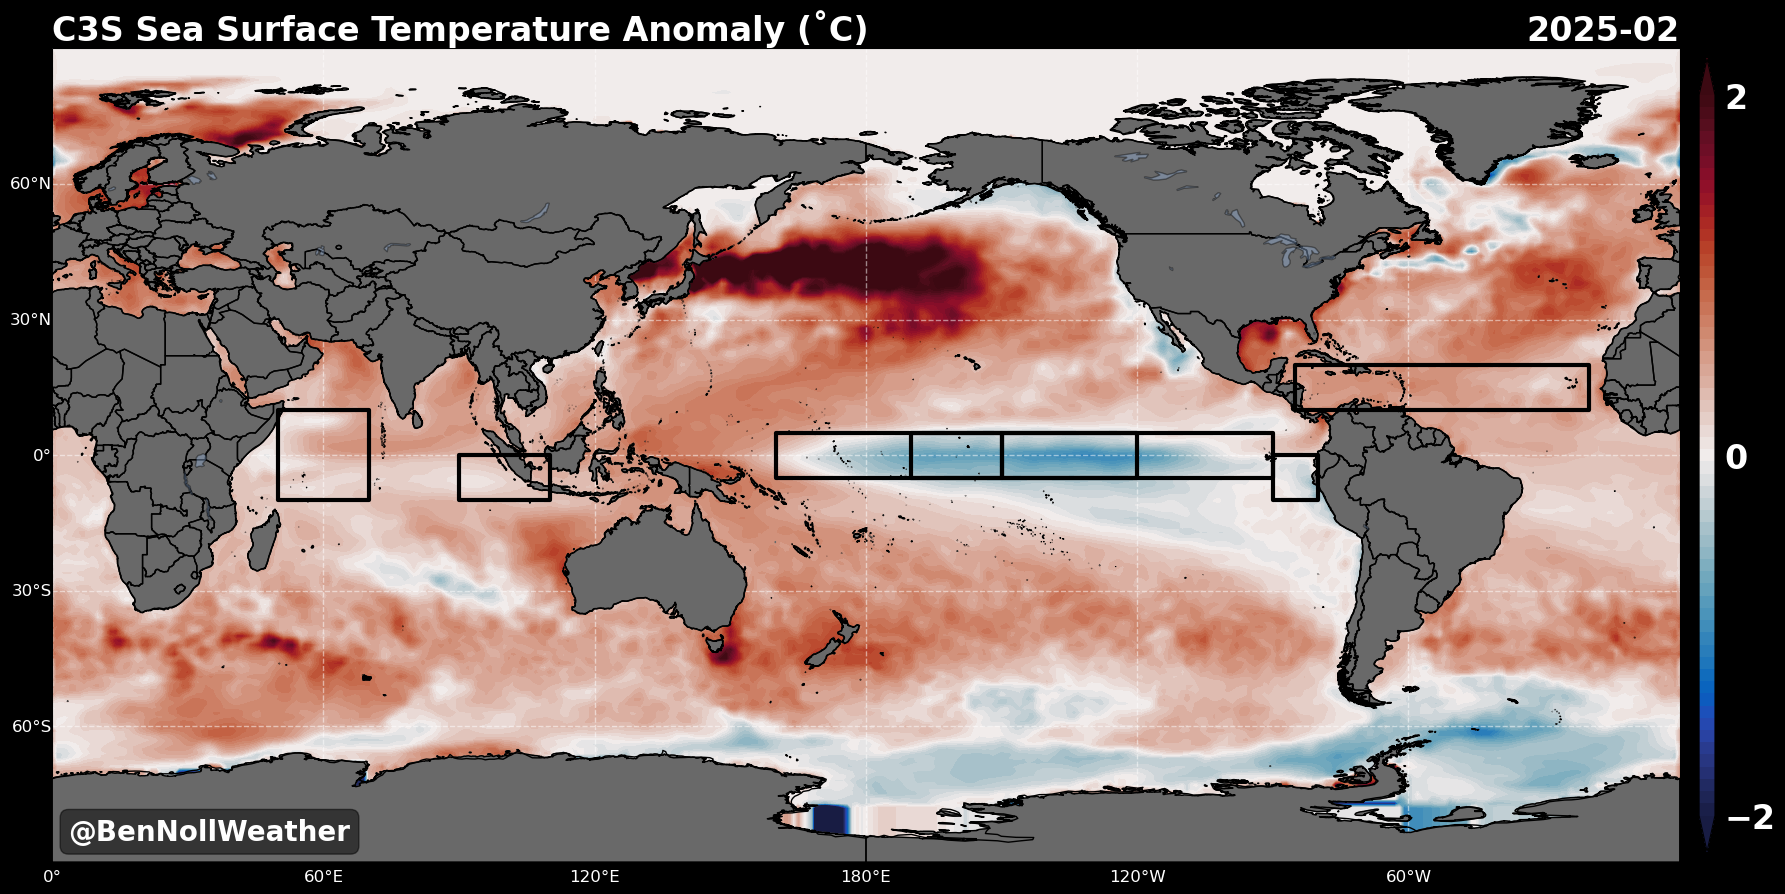 C3S Sea Surface Temperature Anomaly (˚C)
2025-02
2
0
−2
60°N
30°N
0°
30°S
60°S
0°
60°E
120°E
180°E
120°W
60°W
@BenNollWeather